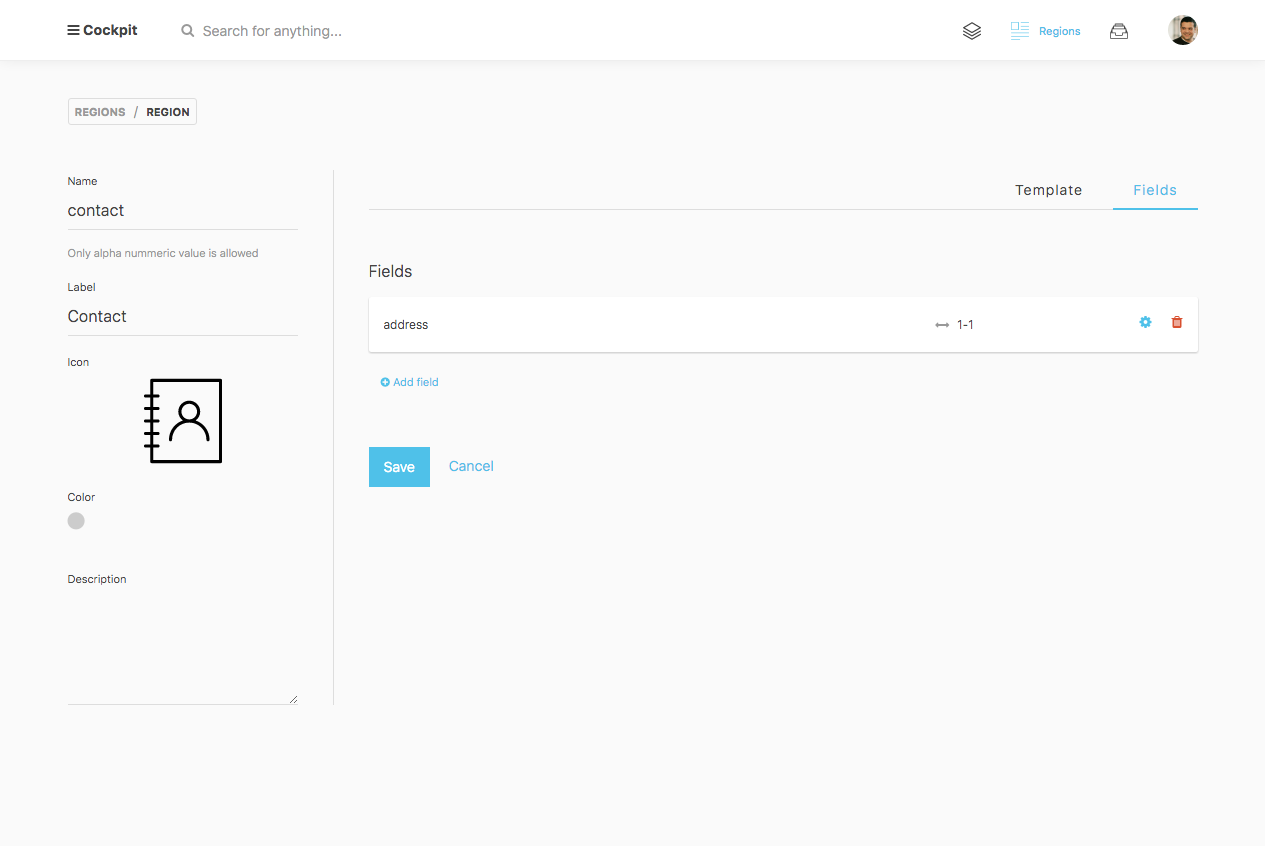 Cockpit
Search for anything...
Regions
REGIONS / REGION
Name
contact
Only alpha nummeric value is allowed
Label
Contact
Icon
Color
Description
Template
Fields
Fields
address
1-1
Add field
Save
Cancel